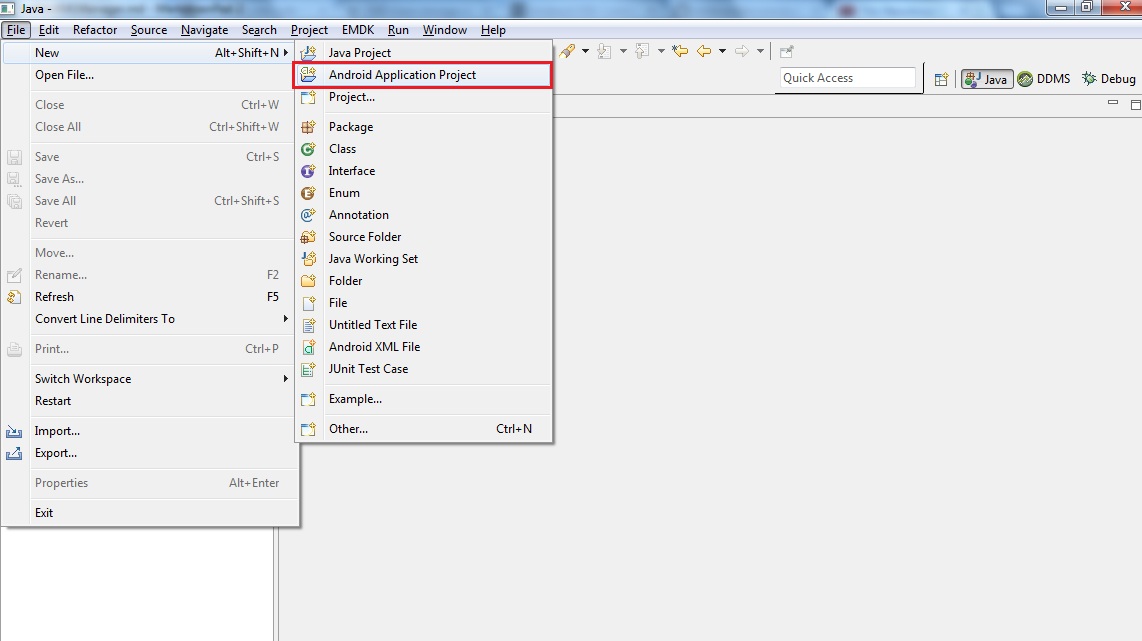 Java -
File Edit Refactor Source Navigate Search Project EMDK Run Window Help
New Alt+Shift+N
Open File...
Close Ctrl+W
Close All Ctrl+Shift+W
Save Ctrl+S
Save As...
Save All Ctrl+Shift+S
Revert
Move...
Rename... F2
Refresh F5
Convert Line Delimiters To
Print... Ctrl+P
Switch Workspace
Restart
Import...
Export...
Properties Alt+Enter
Exit
Java Project
Android Application Project
Project...
Package
Class
Interface
Enum
Annotation
Source Folder
Java Working Set
Folder
File
Untitled Text File
Android XML File
JUnit Test Case
Example...
Other... Ctrl+N
Quick Access
Java DDMS Debug